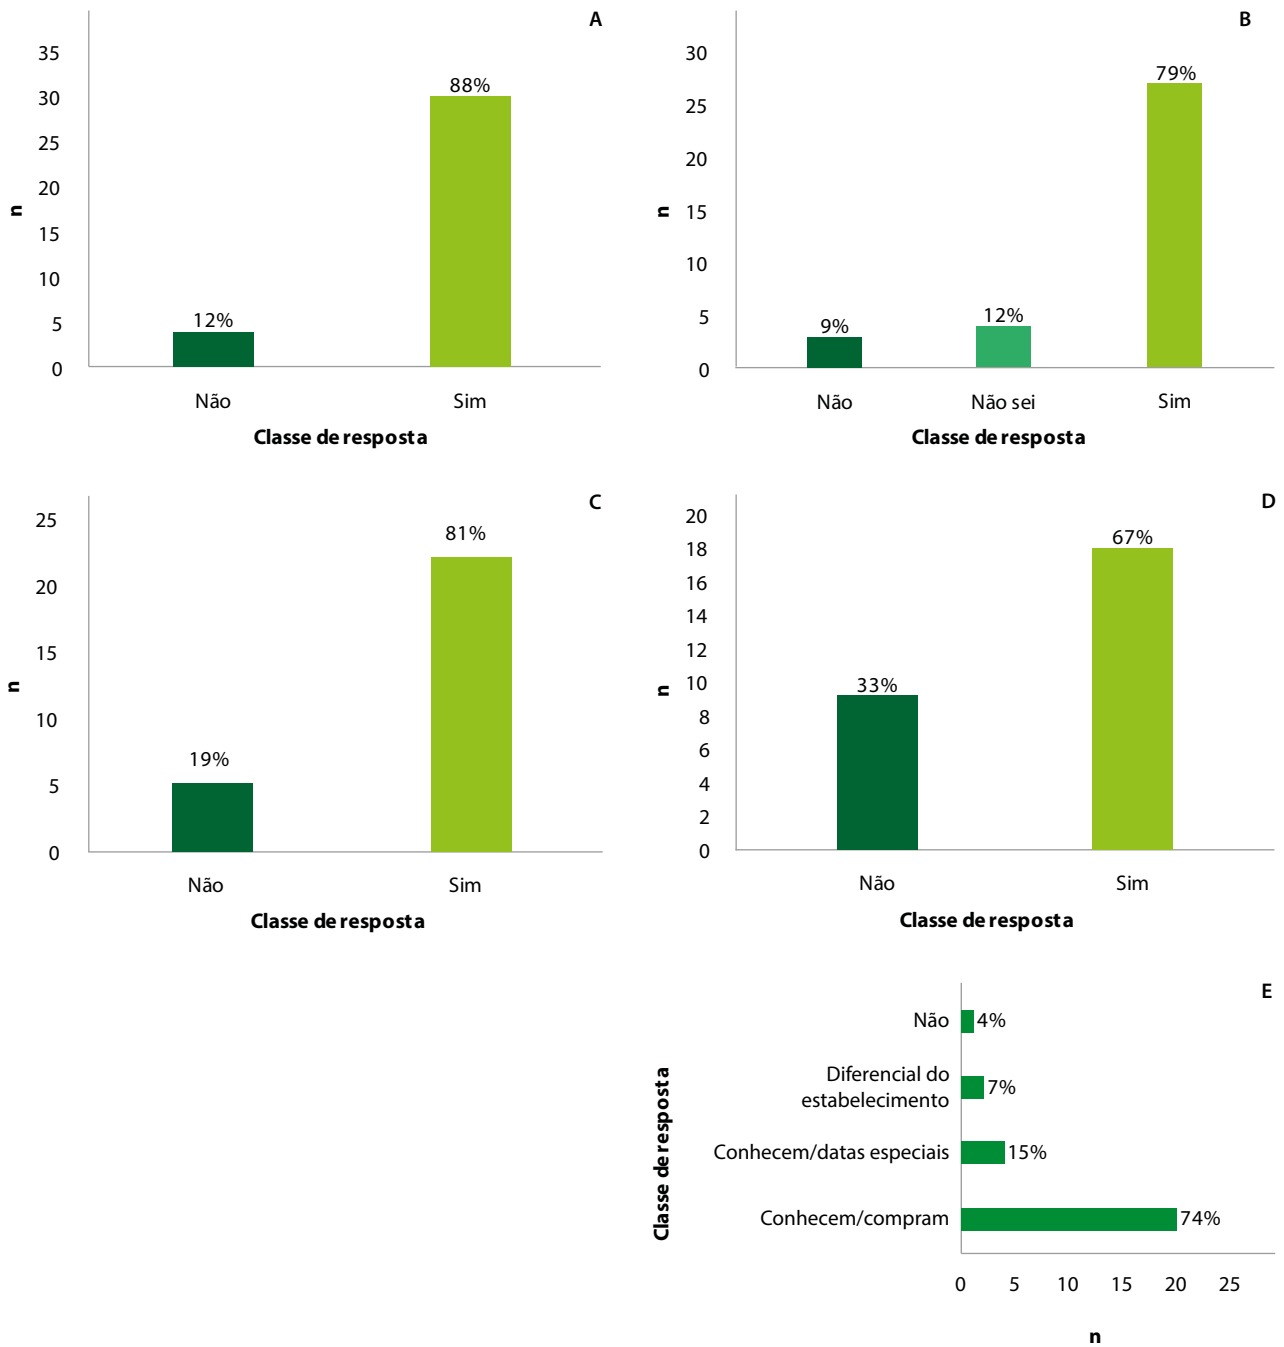 A
35
30
25
20
15
10
5
0
n
88%
12%
Não
Sim
Classe de resposta
B
30
25
20
15
10
5
0
n
79%
12%
9%
Não
Não sei
Sim
Classe de resposta
C
25
20
15
10
5
0
n
81%
19%
Não
Sim
Classe de resposta
D
20
18
16
14
12
10
8
6
4
2
0
n
67%
33%
Não
Sim
Classe de resposta
E
Classe de resposta
Não
4%
Diferencial do
estabelecimento
7%
Conhecem/datas especiais
15%
Conhecem/compram
74%
0 5 10 15 20 25
n